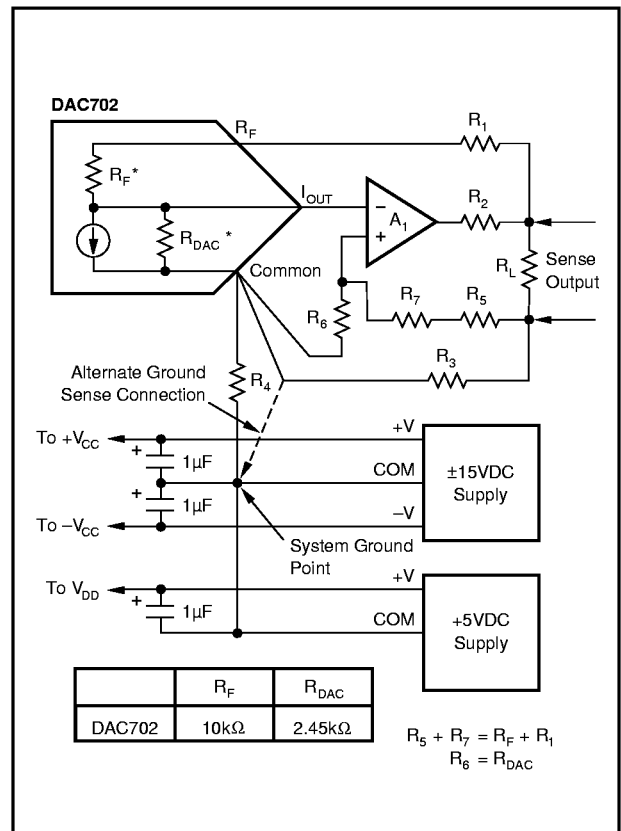 DAC702
R_F
R_1
R_F*
I_OUT
R_2
A_1
−
+
R_DAC*
Common
R_L
Sense
Output
R_7
R_5
R_6
R_3
R_4
Alternate Ground
Sense Connection
+V
To +V_CC
+
1µF
COM
±15VDC
Supply
+
1µF
To −V_CC
−V
System Ground
Point
To V_DD
+V
+
1µF
COM
+5VDC
Supply
R_F R_DAC
DAC702 10kΩ 2.45kΩ
R_5 + R_7 = R_F + R_1
R_6 = R_DAC